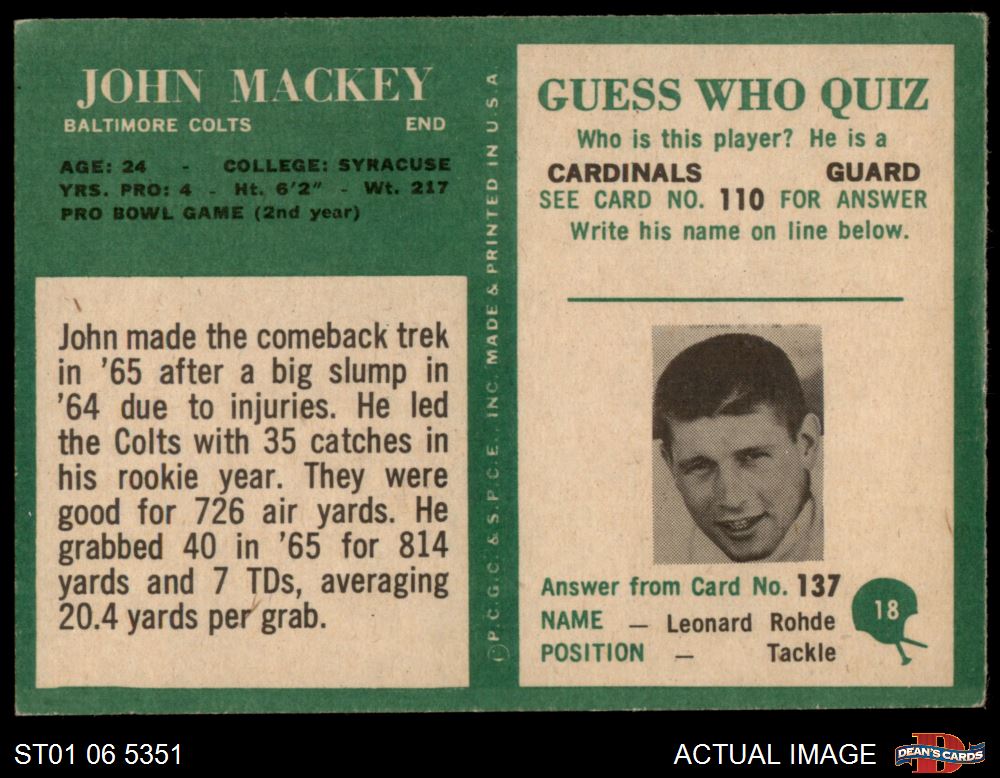 JOHN MACKEY
BALTIMORE COLTS END
AGE: 24 - COLLEGE: SYRACUSE
YRS. PRO: 4 - Ht. 6'2" - Wt. 217
PRO BOWL GAME (2nd year)
John made the comeback trek
in '65 after a big slump in
'64 due to injuries. He led
the Colts with 35 catches in
his rookie year. They were
good for 726 air yards. He
grabbed 40 in '65 for 814
yards and 7 TDs, averaging
20.4 yards per grab.
©P.C.G.C. & S.P.C.E., INC. MADE & PRINTED IN U.S.A.
GUESS WHO QUIZ
Who is this player? He is a
CARDINALS GUARD
SEE CARD NO. 110 FOR ANSWER
Write his name on line below.
Answer from Card No. 137
NAME — Leonard Rohde
POSITION — Tackle
18
ST01 06 5351
ACTUAL IMAGE
D
DEAN'S CARDS